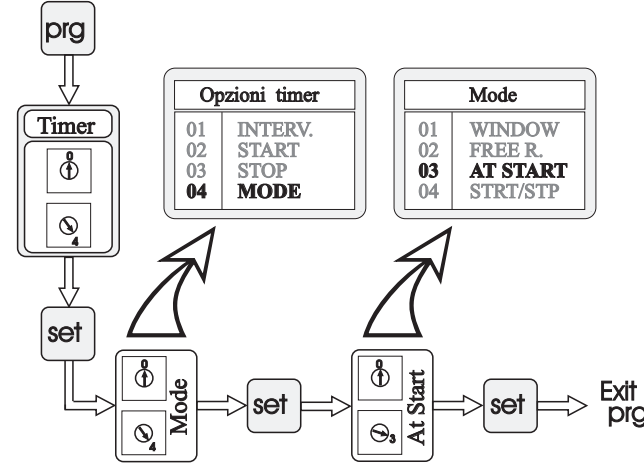 prg
Timer
0
4
set
Opzioni timer
01 INTERV.
02 START
03 STOP
04 MODE
Mode
01 WINDOW
02 FREE R.
03 AT START
04 STRT/STP
0
4
Mode
set
0
3
At Start
set
Exit
prg